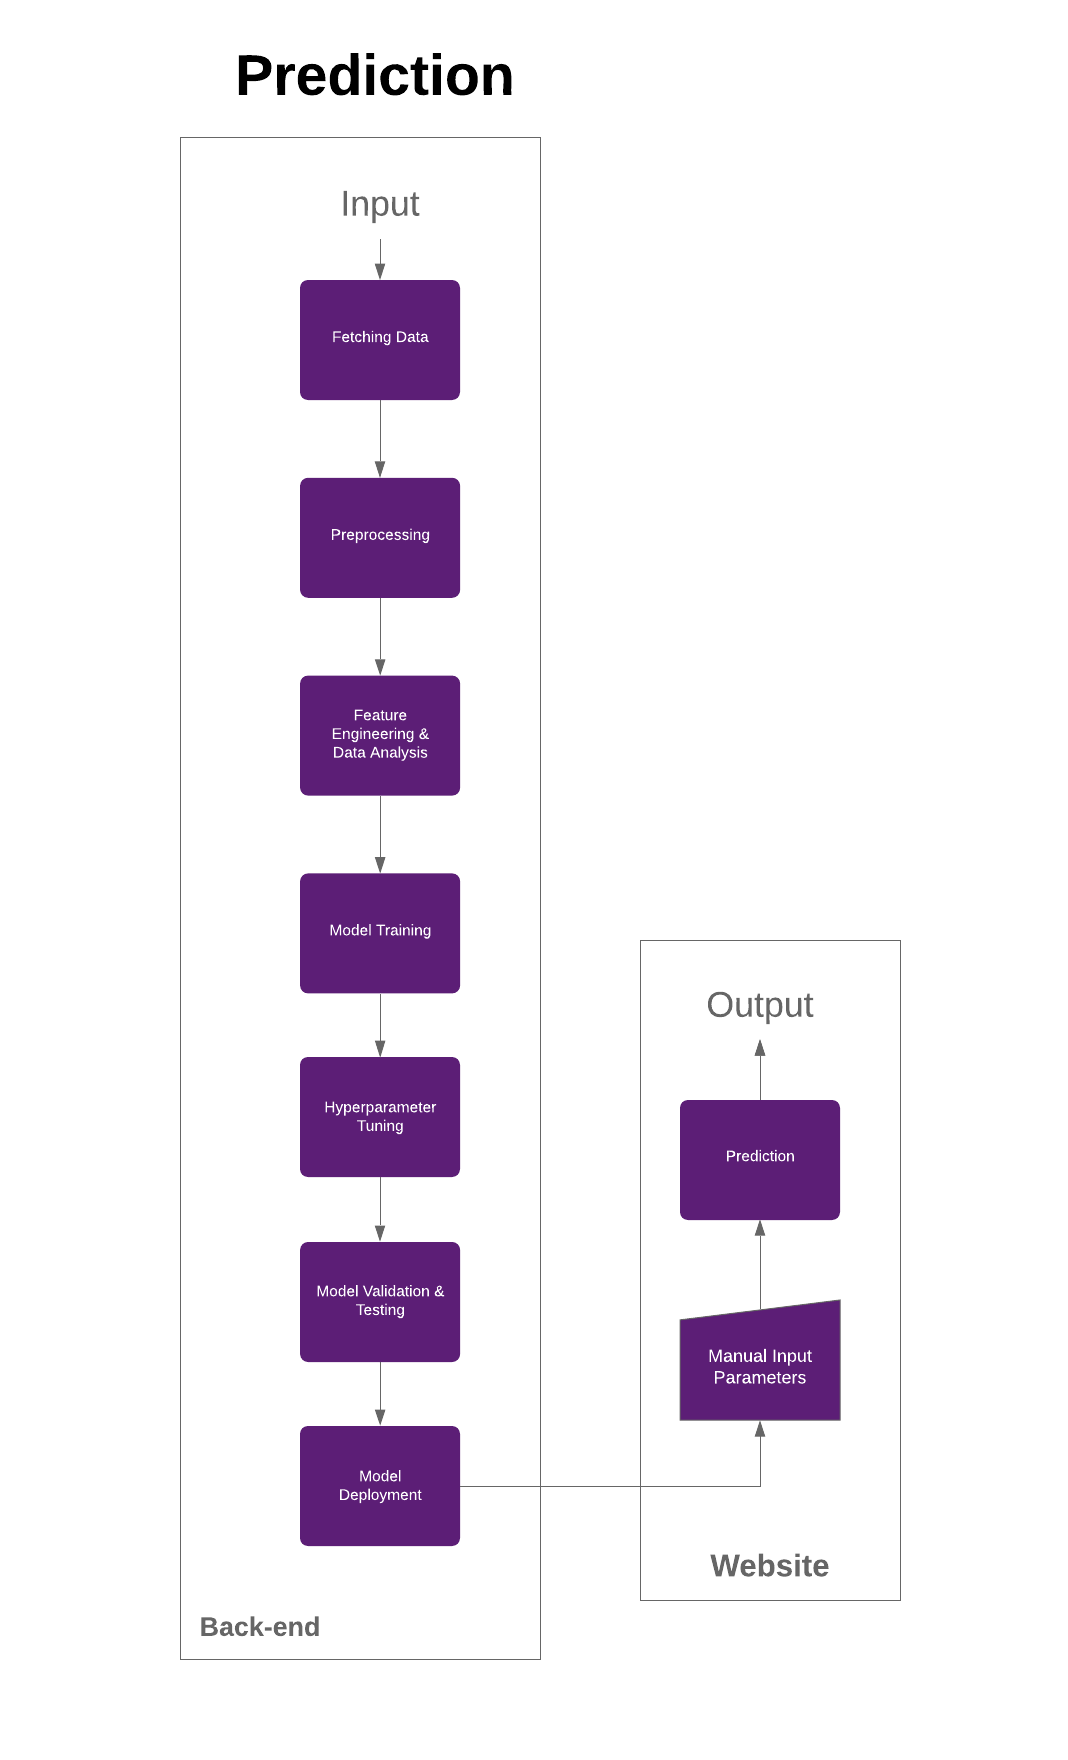 Prediction
Input
Fetching Data
Preprocessing
Feature
Engineering &
Data Analysis
Model Training
Hyperparameter
Tuning
Model Validation &
Testing
Model
Deployment
Back-end
Output
Prediction
Manual Input
Parameters
Website